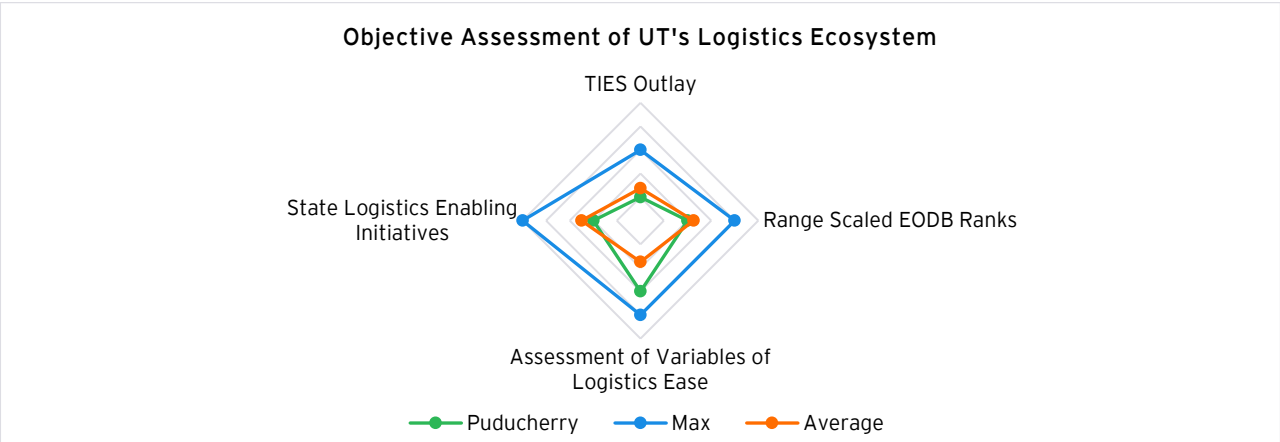 Objective Assessment of UT's Logistics Ecosystem
TIES Outlay
State Logistics Enabling
Initiatives
Range Scaled EODB Ranks
Assessment of Variables of
Logistics Ease
Puducherry
Max
Average